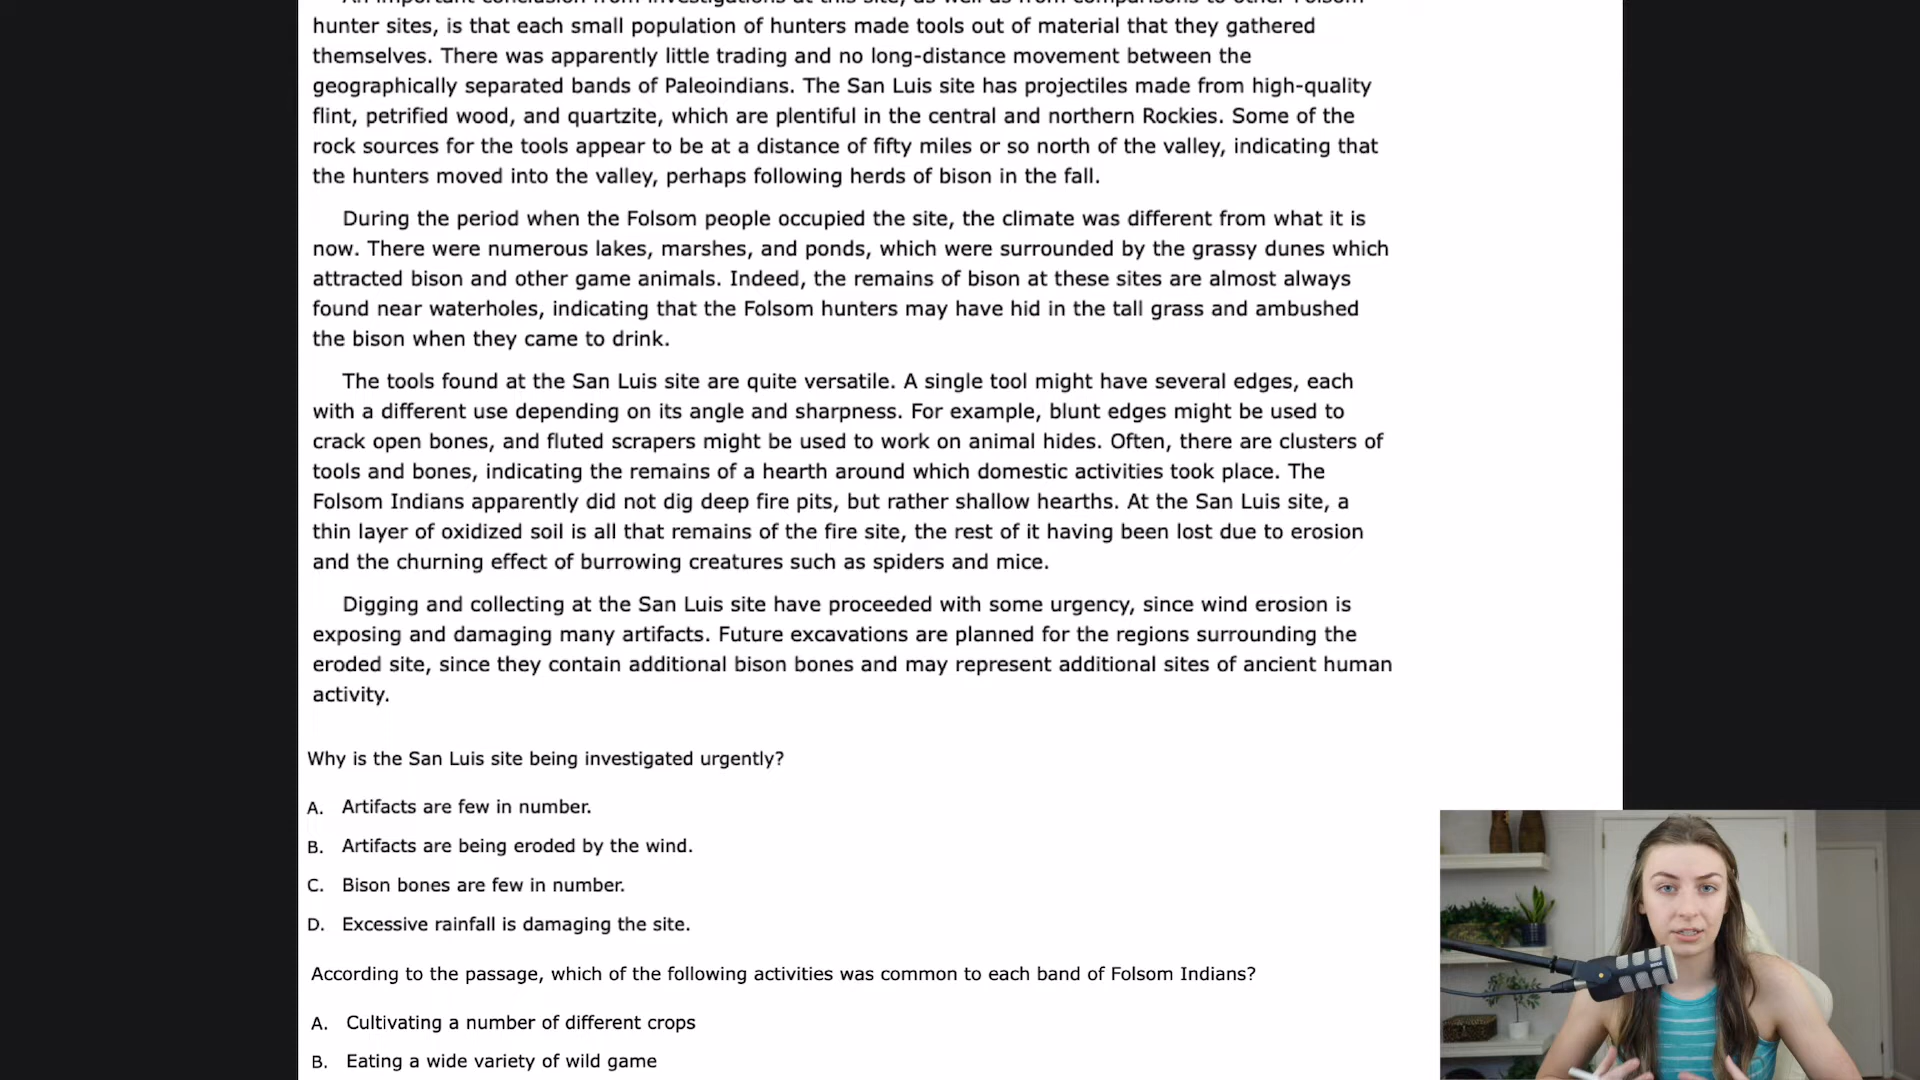 An important conclusion from investigations at this site, as well as from comparisons to other Folsom
hunter sites, is that each small population of hunters made tools out of material that they gathered
themselves. There was apparently little trading and no long-distance movement between the
geographically separated bands of Paleoindians. The San Luis site has projectiles made from high-quality
flint, petrified wood, and quartzite, which are plentiful in the central and northern Rockies. Some of the
rock sources for the tools appear to be at a distance of fifty miles or so north of the valley, indicating that
the hunters moved into the valley, perhaps following herds of bison in the fall.
During the period when the Folsom people occupied the site, the climate was different from what it is
now. There were numerous lakes, marshes, and ponds, which were surrounded by the grassy dunes which
attracted bison and other game animals. Indeed, the remains of bison at these sites are almost always
found near waterholes, indicating that the Folsom hunters may have hid in the tall grass and ambushed
the bison when they came to drink.
The tools found at the San Luis site are quite versatile. A single tool might have several edges, each
with a different use depending on its angle and sharpness. For example, blunt edges might be used to
crack open bones, and fluted scrapers might be used to work on animal hides. Often, there are clusters of
tools and bones, indicating the remains of a hearth around which domestic activities took place. The
Folsom Indians apparently did not dig deep fire pits, but rather shallow hearths. At the San Luis site, a
thin layer of oxidized soil is all that remains of the fire site, the rest of it having been lost due to erosion
and the churning effect of burrowing creatures such as spiders and mice.
Digging and collecting at the San Luis site have proceeded with some urgency, since wind erosion is
exposing and damaging many artifacts. Future excavations are planned for the regions surrounding the
eroded site, since they contain additional bison bones and may represent additional sites of ancient human
activity.
Why is the San Luis site being investigated urgently?
A. Artifacts are few in number.
B. Artifacts are being eroded by the wind.
C. Bison bones are few in number.
D. Excessive rainfall is damaging the site.
According to the passage, which of the following activities was common to each band of Folsom Indians?
A. Cultivating a number of different crops
B. Eating a wide variety of wild game